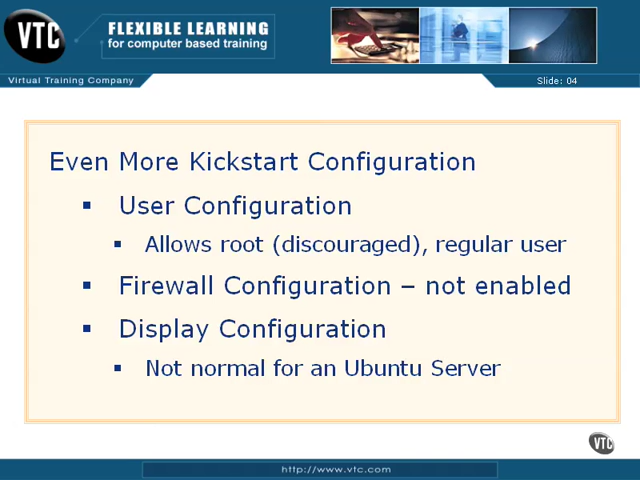 VTC
FLEXIBLE LEARNING
for computer based training
Virtual Training Company
Slide: 04
Even More Kickstart Configuration
▪ User Configuration
▪ Allows root (discouraged), regular user
▪ Firewall Configuration – not enabled
▪ Display Configuration
▪ Not normal for an Ubuntu Server
VTC
http://www.vtc.com